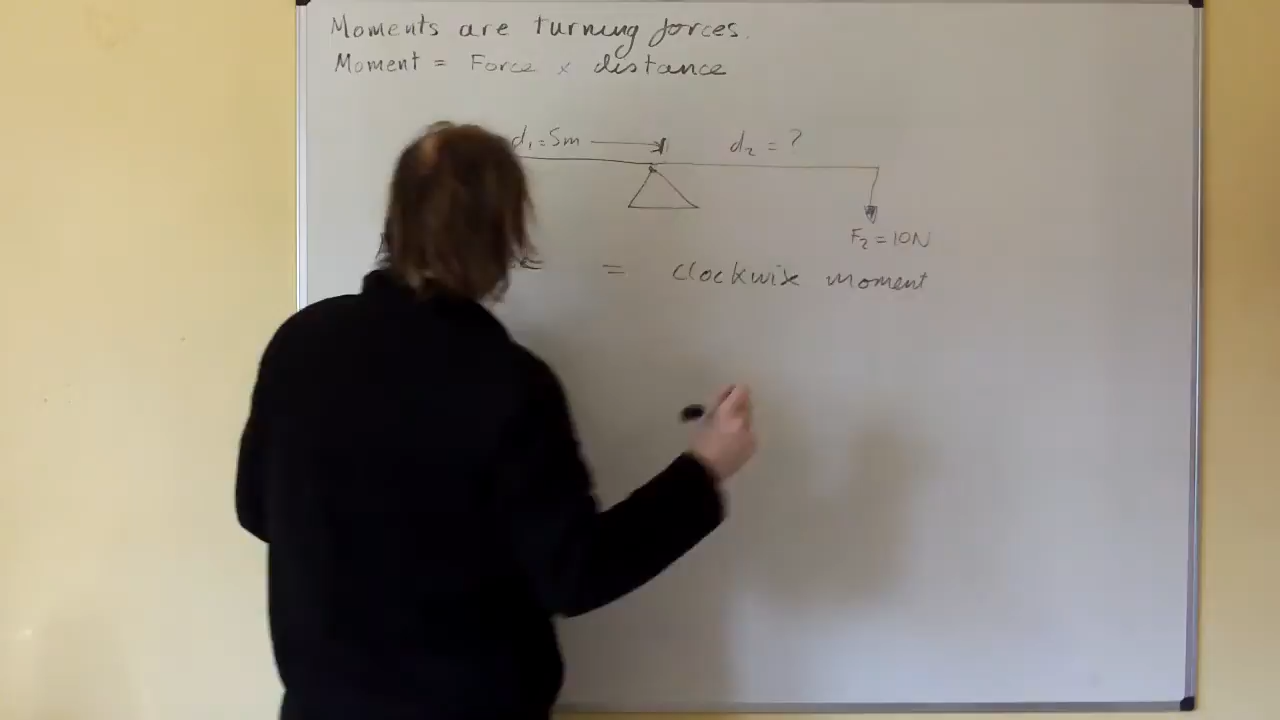 Moments are turning forces.
Moment = Force x distance
d₁=5m d₂ = ?
F₂=10N
= clockwise moment